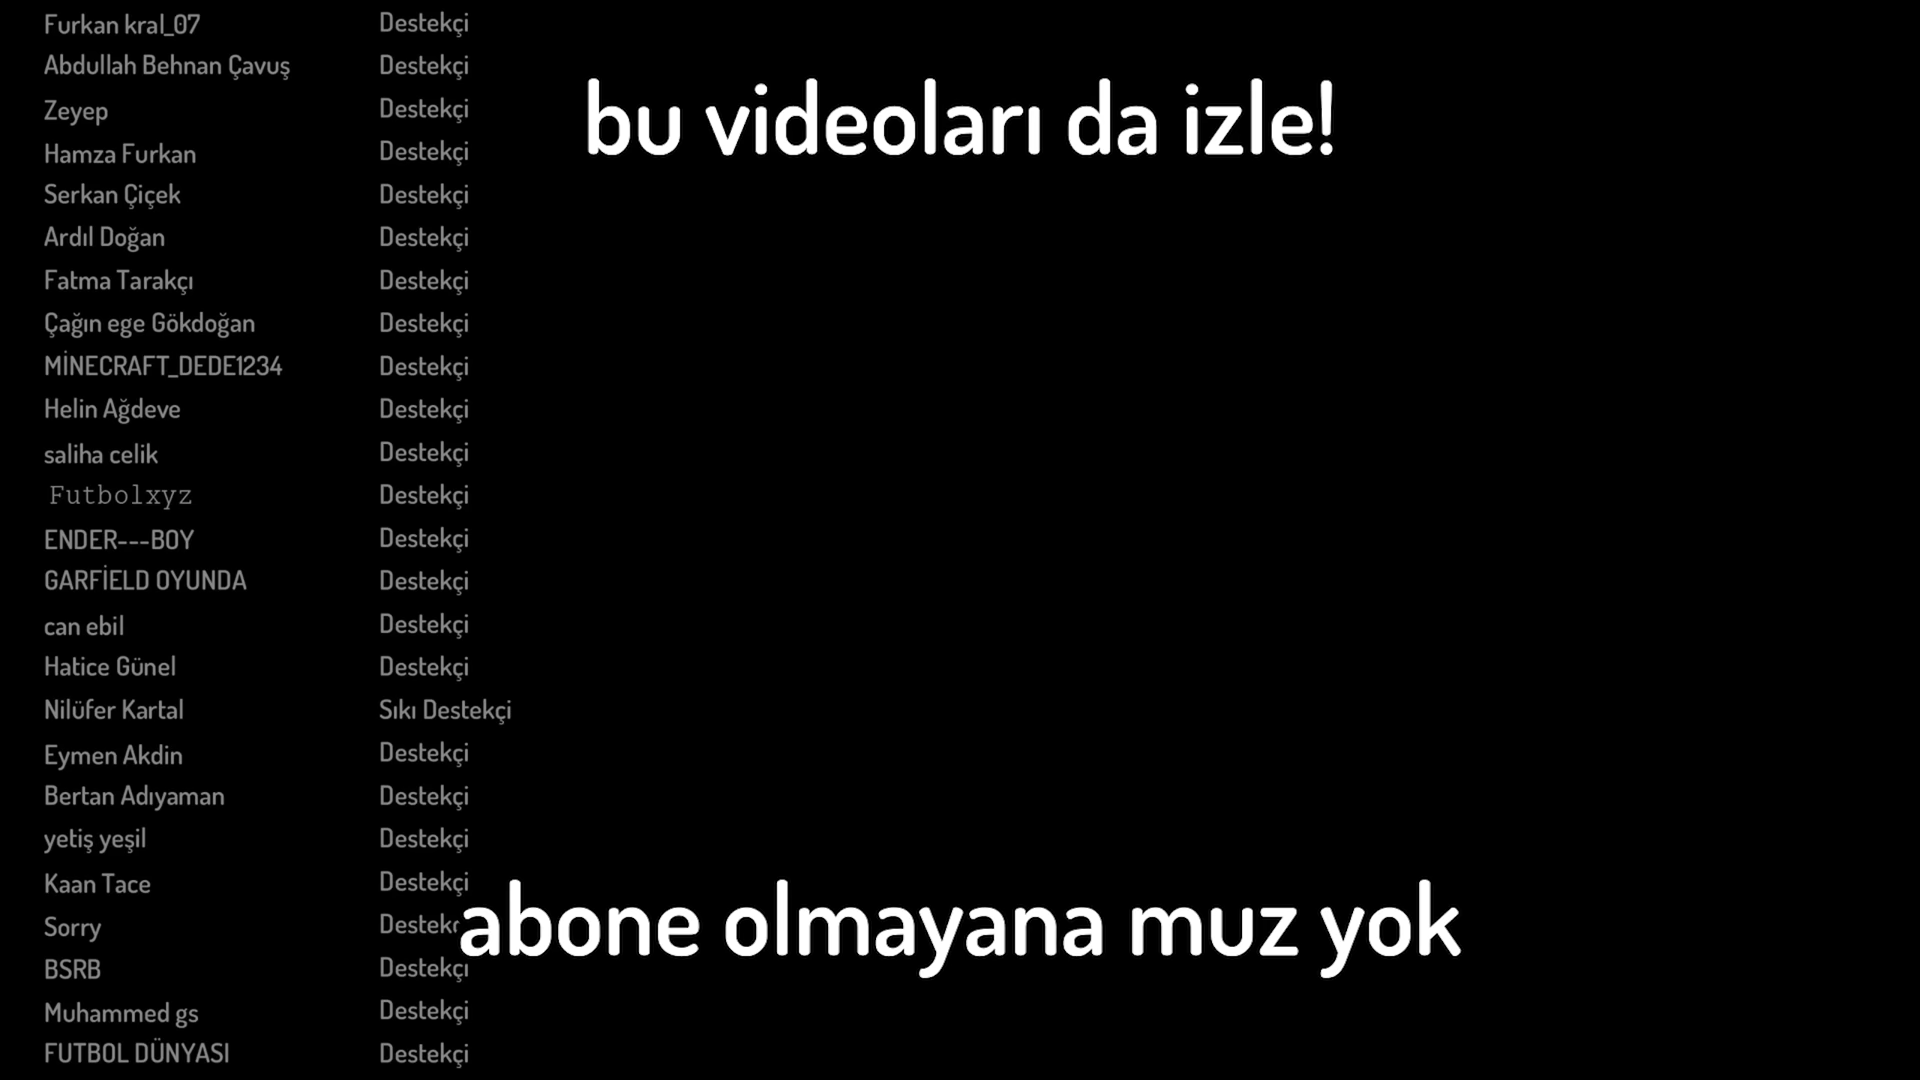 Furkan kral_07 Destekçi
Abdullah Behnan Çavuş Destekçi
bu videoları da izle!
Zeyep Destekçi
Hamza Furkan Destekçi
Serkan Çiçek Destekçi
Ardıl Doğan Destekçi
Fatma Tarakçı Destekçi
Çağın ege Gökdoğan Destekçi
MİNECRAFT_DEDE1234 Destekçi
Helin Ağdeve Destekçi
saliha celik Destekçi
Futbolxyz Destekçi
ENDER---BOY Destekçi
GARFİELD OYUNDA Destekçi
can ebil Destekçi
Hatice Günel Destekçi
Nilüfer Kartal Sıkı Destekçi
Eymen Akdin Destekçi
Bertan Adıyaman Destekçi
yetiş yeşil Destekçi
Kaan Tace Destekçi
abone olmayana muz yok
Sorry Destekçi
BSRB Destekçi
Muhammed gs Destekçi
FUTBOL DÜNYASI Destekçi